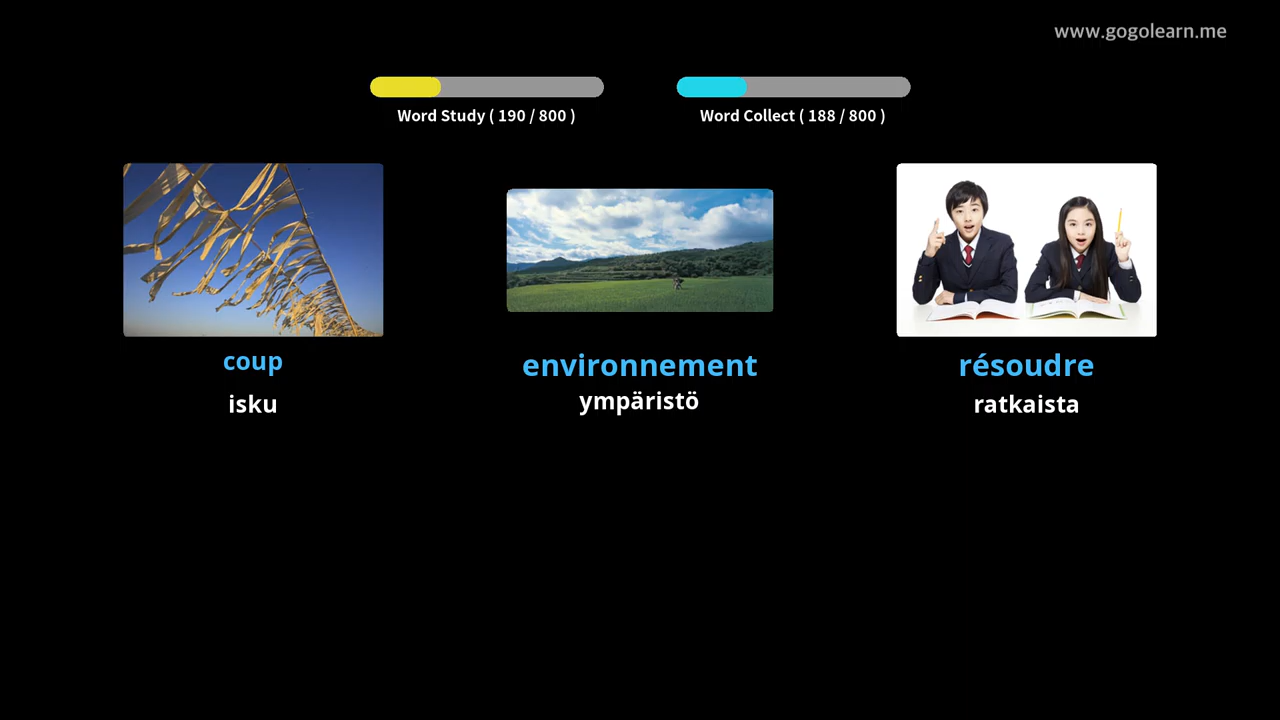 www.gogolearn.me
Word Study ( 190 / 800 )
Word Collect ( 188 / 800 )
coup
isku
environnement
ympäristö
résoudre
ratkaista